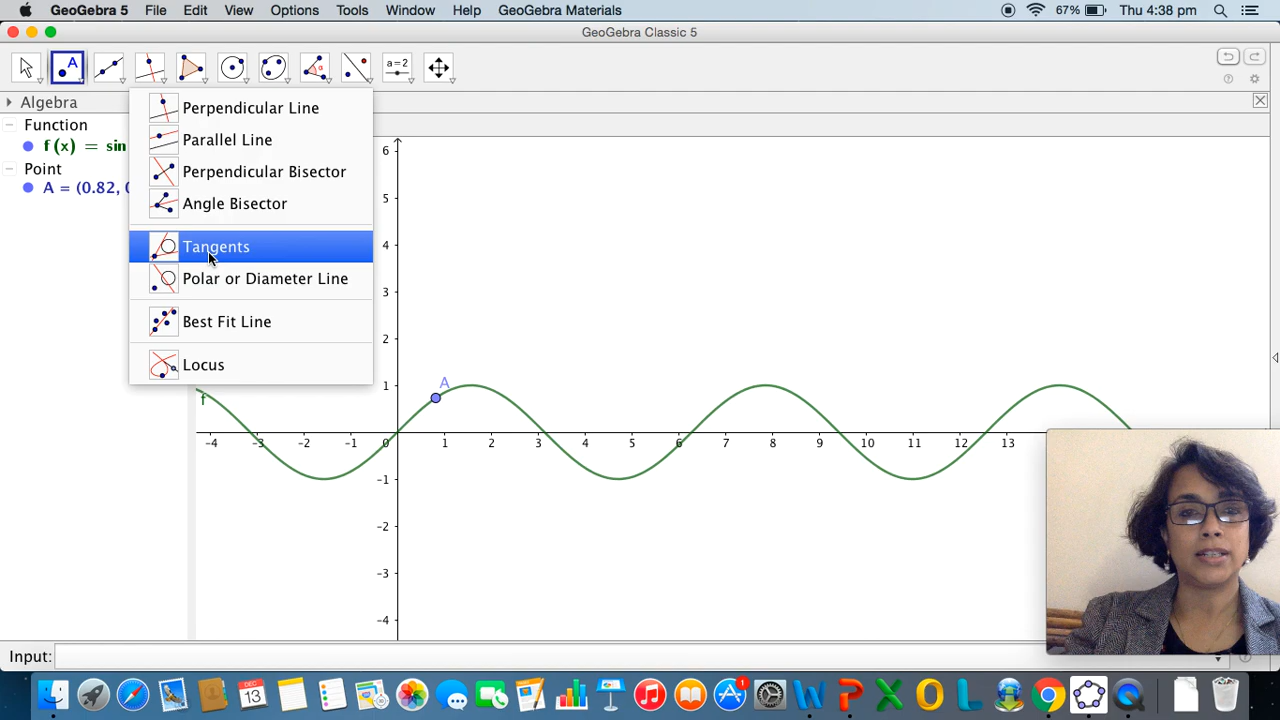 GeoGebra 5 File Edit View Options Tools Window Help GeoGebra Materials 67% Thu 4:38 pm
GeoGebra Classic 5
A
a=2
Algebra
Function
f(x) = sin
Point
A = (0.82,
Perpendicular Line
Parallel Line
Perpendicular Bisector
Angle Bisector
Tangents
Polar or Diameter Line
Best Fit Line
Locus
6
5
4
3
2
1
A
f
-4 -3 -2 -1 0 1 2 3 4 5 6 7 8 9 10 11 12 13
-1
-2
-3
-4
Input:
DEC
13
1